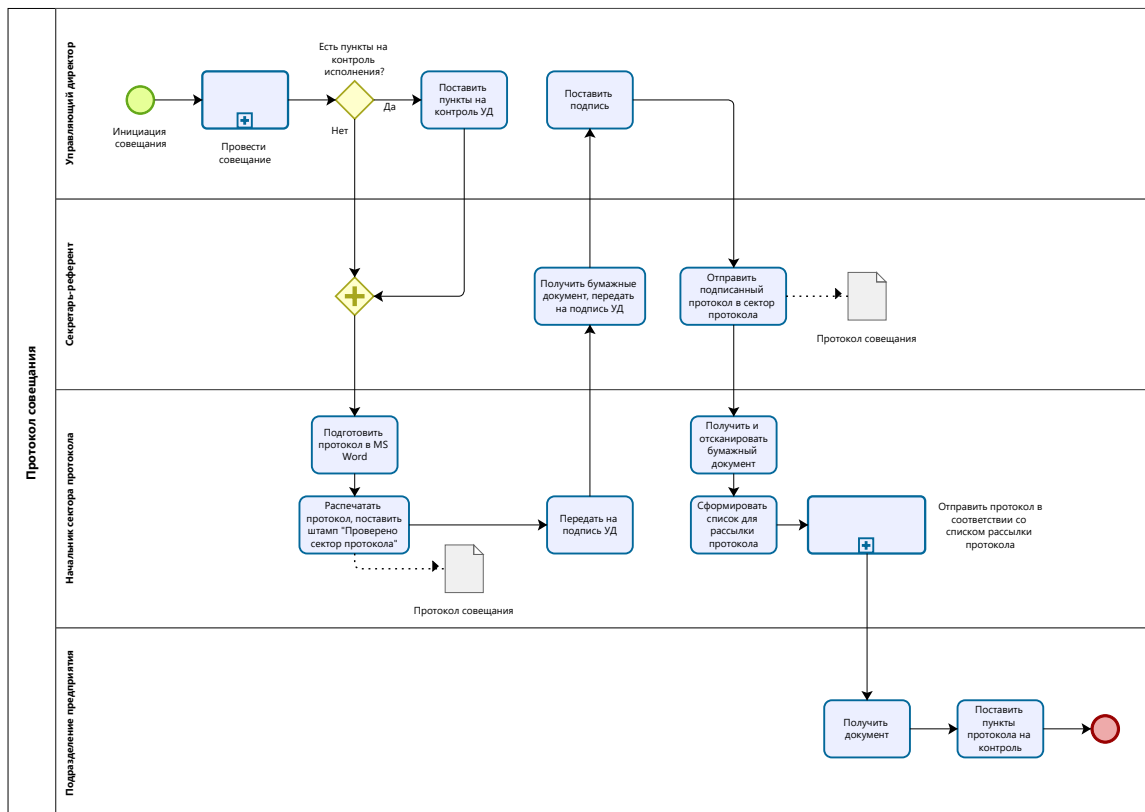 Протокол совещания
Управляющий директор
Инициация
совещания
Провести
совещание
Есть пункты на
контроль
исполнения?
Да
Нет
Поставить
пункты на
контроль УД
Поставить
подпись
Секретарь-референт
Получить бумажные
документ, передать
на подпись УД
Отправить
подписанный
протокол в сектор
протокола
Протокол совещания
Начальник сектора протокола
Подготовить
протокол в MS
Word
Распечатать
протокол, поставить
штамп "Проверено
сектор протокола"
Протокол совещания
Передать на
подпись УД
Получить и
отсканировать
бумажный
документ
Сформировать
список для
рассылки
протокола
Отправить протокол в
соответствии со
списком рассылки
протокола
Подразделение предприятия
Получить
документ
Поставить
пункты
протокола на
контроль